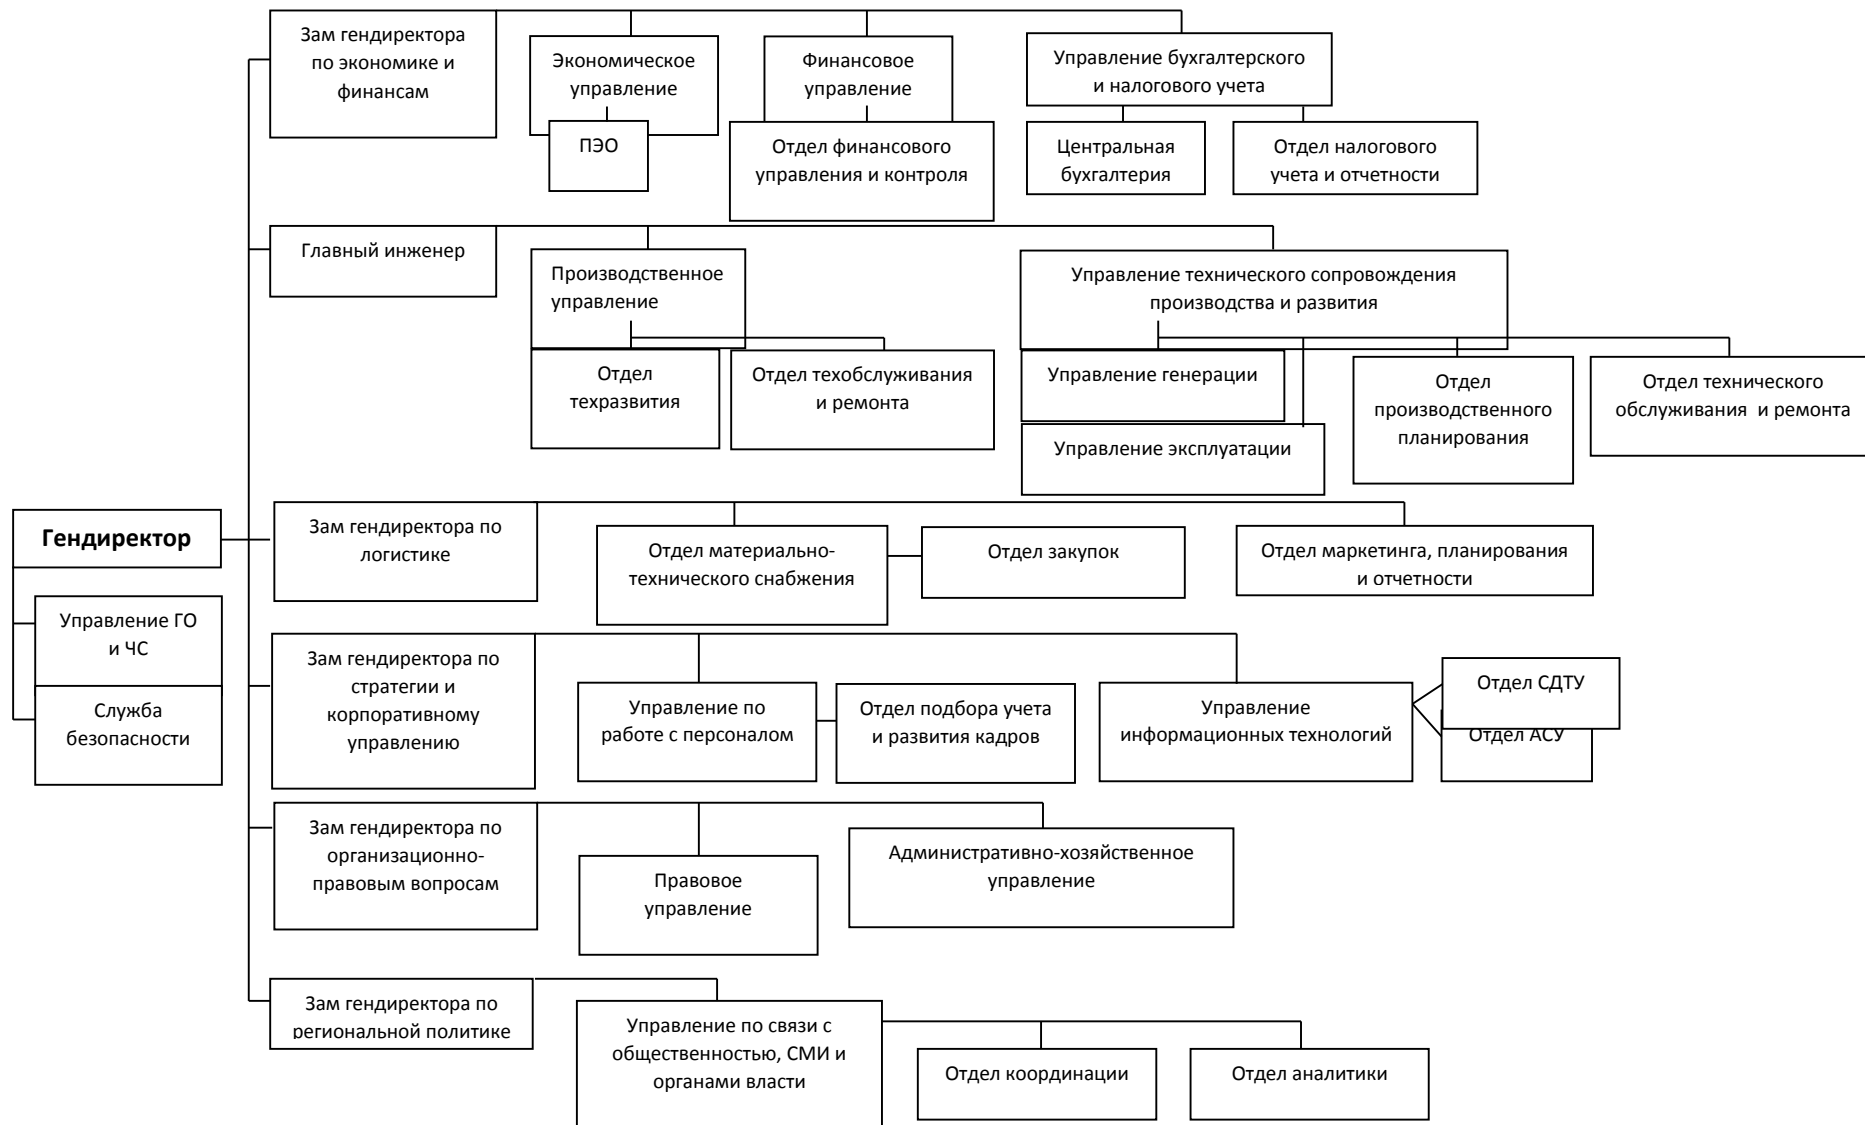 Зам гендиректора
по экономике и
финансам
Экономическое
управление
ПЭО
Финансовое
управление
Отдел финансового
управления и контроля
Управление бухгалтерского
и налогового учета
Центральная
бухгалтерия
Отдел налогового
учета и отчетности
Главный инженер
Производственное
управление
Отдел
техразвития
Отдел техобслуживания
и ремонта
Управление технического сопровождения
производства и развития
Управление генерации
Управление эксплуатации
Отдел
производственного
планирования
Отдел технического
обслуживания и ремонта
Гендиректор
Управление ГО
и ЧС
Служба
безопасности
Зам гендиректора по
логистике
Отдел материально-
технического снабжения
Отдел закупок
Отдел маркетинга, планирования
и отчетности
Зам гендиректора по
стратегии и
корпоративному
управлению
Управление по
работе с персоналом
Отдел подбора учета
и развития кадров
Управление
информационных технологий
Отдел СДТУ
Отдел АСУ
Зам гендиректора по
организационно-
правовым вопросам
Правовое
управление
Административно-хозяйственное
управление
Зам гендиректора по
региональной политике
Управление по связи с
общественностью, СМИ и
органами власти
Отдел координации
Отдел аналитики